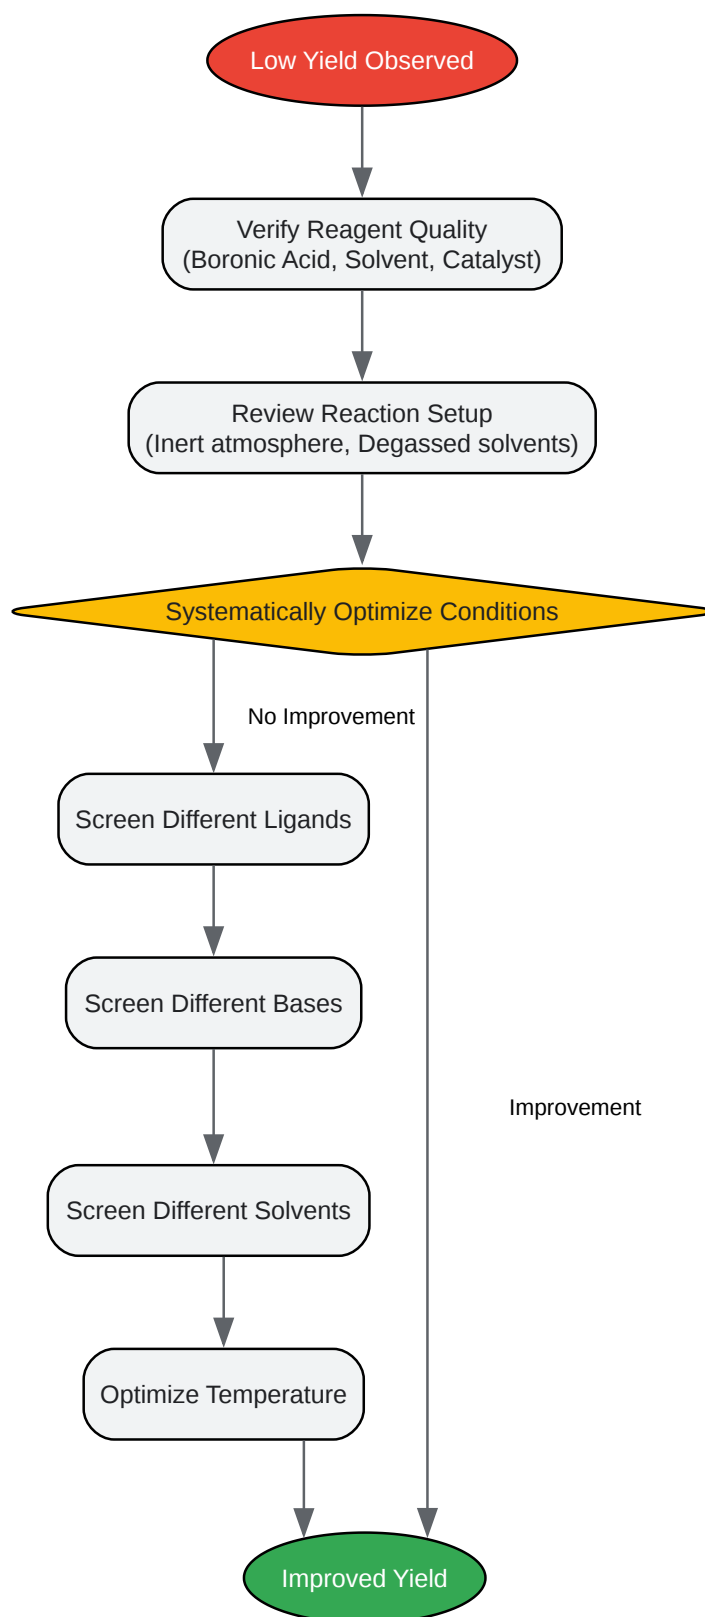 Low Yield Observed
Verify Reagent Quality
(Boronic Acid, Solvent, Catalyst)
Review Reaction Setup
(Inert atmosphere, Degassed solvents)
Systematically Optimize Conditions
No Improvement
Screen Different Ligands
Screen Different Bases
Improvement
Screen Different Solvents
Optimize Temperature
Improved Yield